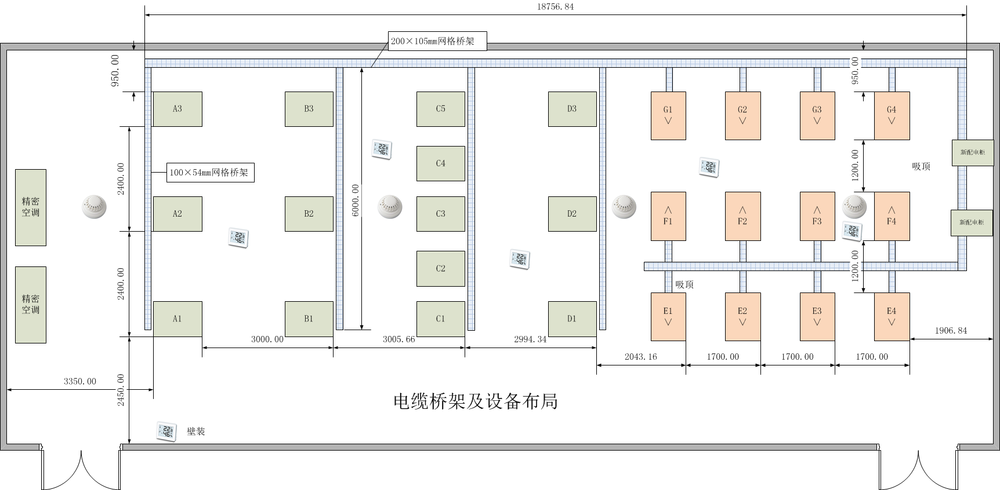 18756.84
200×105mm网格桥架
950.00
950.00
A3
B3
C5
D3
G1
G2
G3
G4
C4
新配电柜
1200.00
吸顶
2400.00
100×54mm网格桥架
6000.00
精密
空调
A2
B2
C3
D2
F1
F2
F3
F4
新配电柜
2400.00
C2
1200.00
吸顶
精密
空调
A1
B1
C1
D1
E1
E2
E3
E4
3000.00
3005.66
2994.34
1906.84
2043.16
1700.00
1700.00
1700.00
3350.00
2450.00
电缆桥架及设备布局
壁装